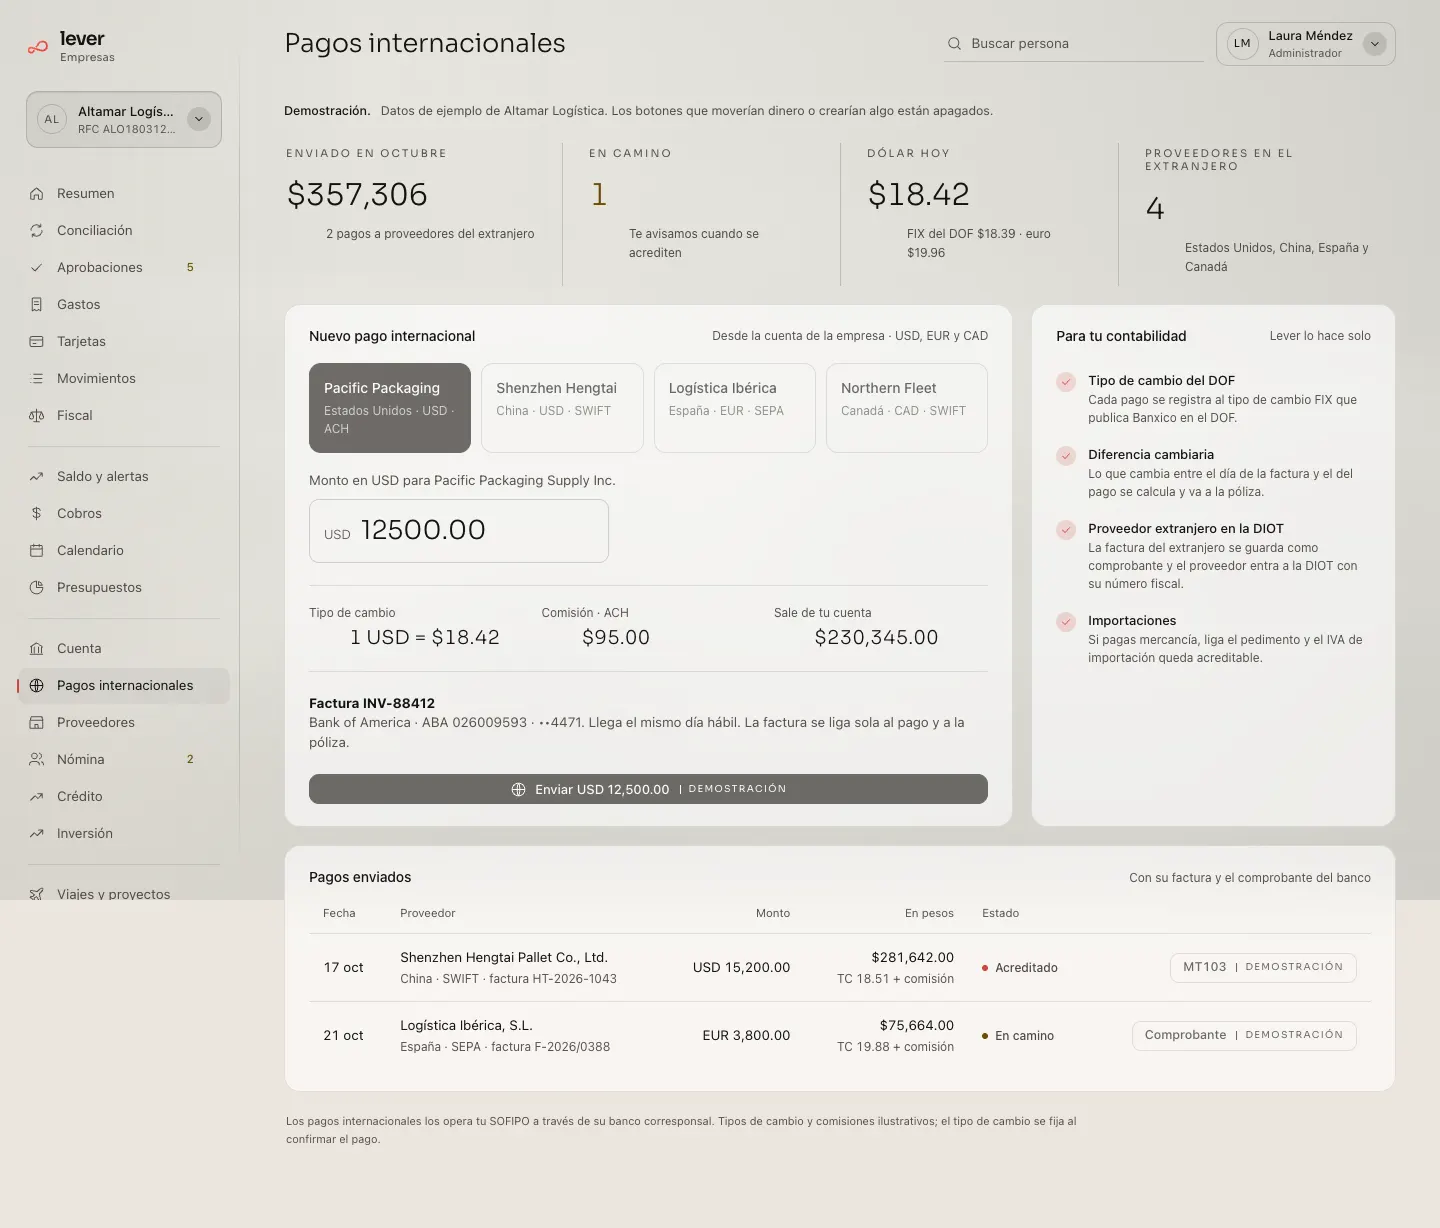 lever
Empresas
AL
Altamar Logís...
RFC ALO180312...
Resumen
Conciliación
Aprobaciones 5
Gastos
Tarjetas
Movimientos
Fiscal
Saldo y alertas
Cobros
Calendario
Presupuestos
Cuenta
Pagos internacionales
Proveedores
Nómina 2
Crédito
Inversión
Viajes y proyectos
Pagos internacionales
Buscar persona
LM
Laura Méndez
Administrador
Demostración. Datos de ejemplo de Altamar Logística. Los botones que moverían dinero o crearían algo están apagados.
ENVIADO EN OCTUBRE
$357,306
2 pagos a proveedores del extranjero
EN CAMINO
1
Te avisamos cuando se
acrediten
DÓLAR HOY
$18.42
FIX del DOF $18.39 · euro
$19.96
PROVEEDORES EN EL
EXTRANJERO
4
Estados Unidos, China, España y
Canadá
Nuevo pago internacional
Desde la cuenta de la empresa · USD, EUR y CAD
Pacific Packaging
Estados Unidos · USD ·
ACH
Shenzhen Hengtai
China · USD · SWIFT
Logística Ibérica
España · EUR · SEPA
Northern Fleet
Canadá · CAD · SWIFT
Monto en USD para Pacific Packaging Supply Inc.
USD 12500.00
Tipo de cambio
1 USD = $18.42
Comisión · ACH
$95.00
Sale de tu cuenta
$230,345.00
Factura INV-88412
Bank of America · ABA 026009593 · ••4471. Llega el mismo día hábil. La factura se liga sola al pago y a la
póliza.
Enviar USD 12,500.00 | DEMOSTRACIÓN
Para tu contabilidad
Lever lo hace solo
Tipo de cambio del DOF
Cada pago se registra al tipo de cambio FIX que
publica Banxico en el DOF.
Diferencia cambiaria
Lo que cambia entre el día de la factura y el del
pago se calcula y va a la póliza.
Proveedor extranjero en la DIOT
La factura del extranjero se guarda como
comprobante y el proveedor entra a la DIOT con
su número fiscal.
Importaciones
Si pagas mercancía, liga el pedimento y el IVA de
importación queda acreditable.
Pagos enviados
Con su factura y el comprobante del banco
Fecha Proveedor Monto En pesos Estado
17 oct
Shenzhen Hengtai Pallet Co., Ltd.
China · SWIFT · factura HT-2026-1043
USD 15,200.00
$281,642.00
TC 18.51 + comisión
Acreditado
MT103 | DEMOSTRACIÓN
21 oct
Logística Ibérica, S.L.
España · SEPA · factura F-2026/0388
EUR 3,800.00
$75,664.00
TC 19.88 + comisión
En camino
Comprobante | DEMOSTRACIÓN
Los pagos internacionales los opera tu SOFIPO a través de su banco corresponsal. Tipos de cambio y comisiones ilustrativos; el tipo de cambio se fija al
confirmar el pago.